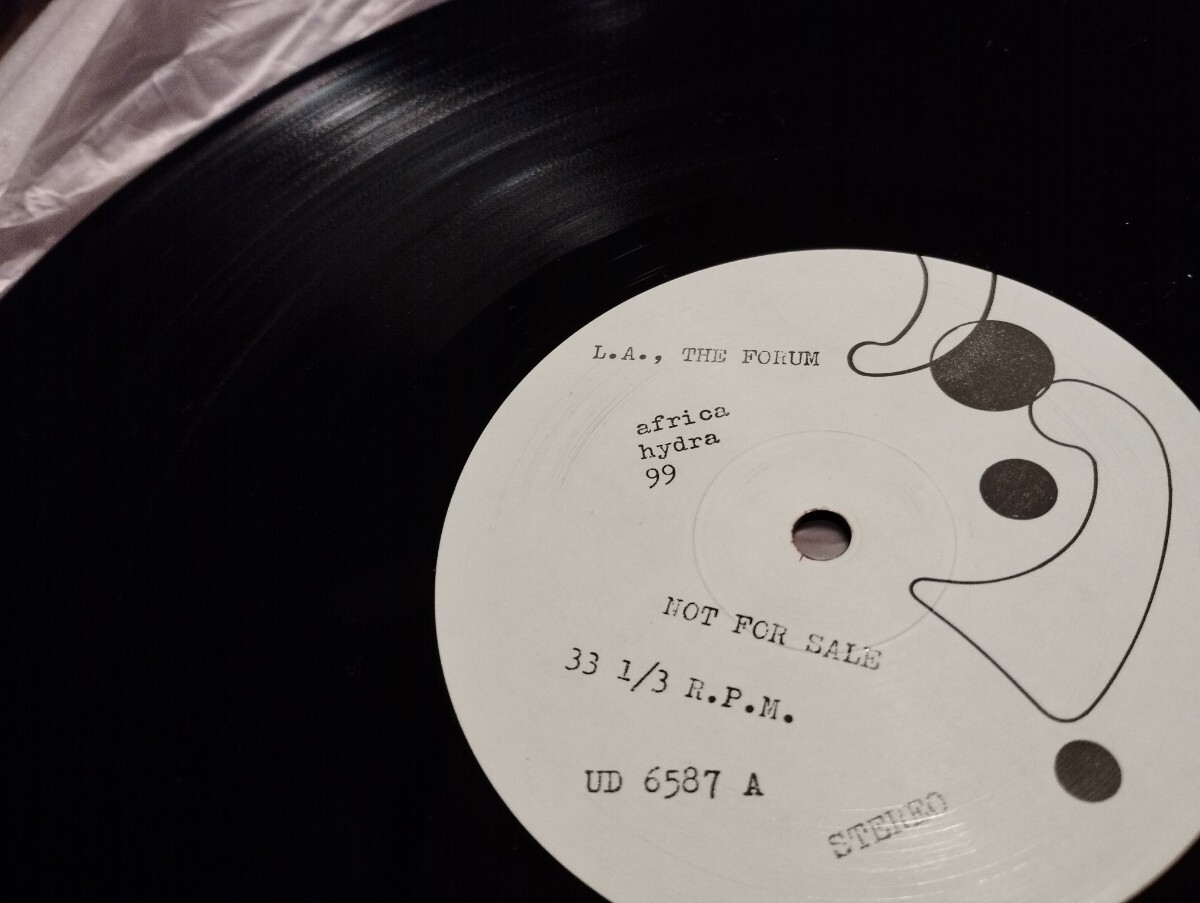 L.A., THE FORUM
africa
hydra
99
NOT FOR SALE
33 1/3 R.P.M.
UD 6587 A
STEREO